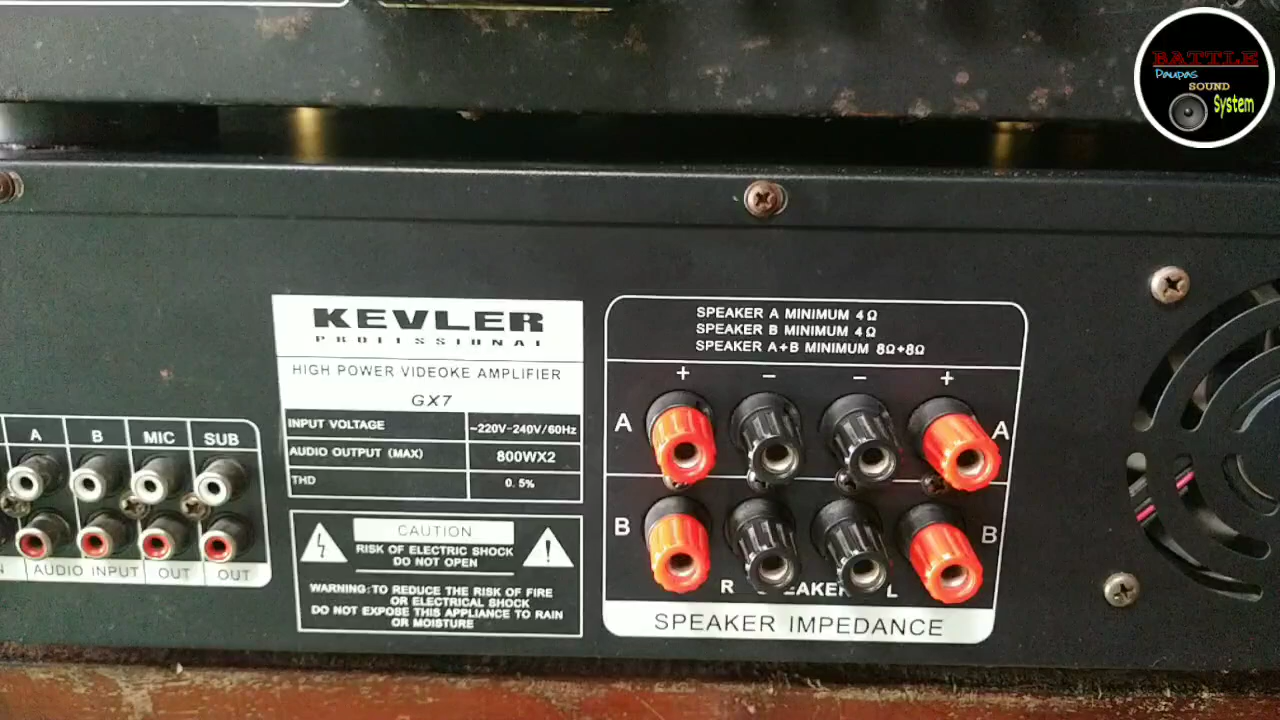 BATTLE
Paupas
SOUND
System
KEVLER
PROFESSIONAL
HIGH POWER VIDEOKE AMPLIFIER
GX7
INPUT VOLTAGE ~220V-240V/60Hz
AUDIO OUTPUT (MAX) 800WX2
THD 0.5%
CAUTION
RISK OF ELECTRIC SHOCK
DO NOT OPEN
WARNING: TO REDUCE THE RISK OF FIRE
OR ELECTRICAL SHOCK
DO NOT EXPOSE THIS APPLIANCE TO RAIN
OR MOISTURE
A B MIC SUB
AUDIO INPUT OUT OUT
SPEAKER A MINIMUM 4Ω
SPEAKER B MINIMUM 4Ω
SPEAKER A+B MINIMUM 8Ω+8Ω
+ − − +
A A
B B
R L
SPEAKER IMPEDANCE